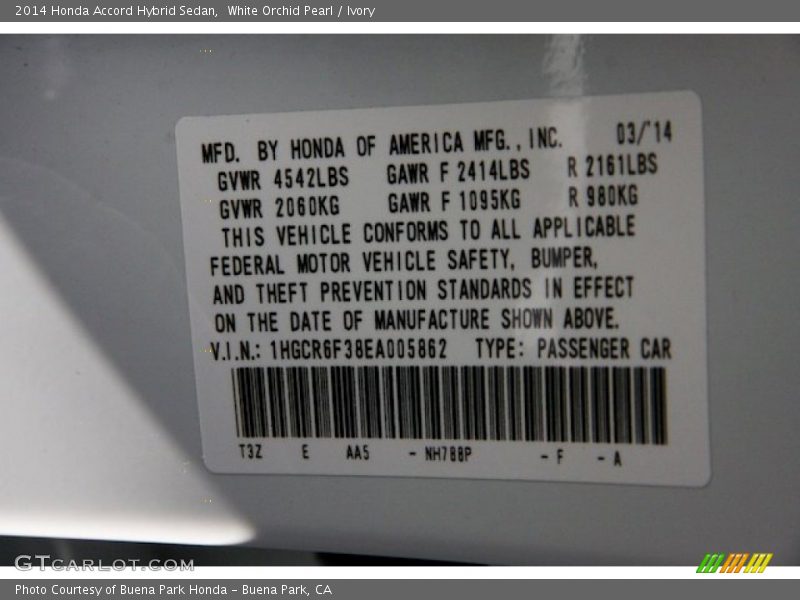 2014 Honda Accord Hybrid Sedan, White Orchid Pearl / Ivory
MFD. BY HONDA OF AMERICA MFG., INC. 03/'14
GVWR 4542LBS GAWR F 2414LBS R 2161LBS
GVWR 2060KG GAWR F 1095KG R 980KG
THIS VEHICLE CONFORMS TO ALL APPLICABLE
FEDERAL MOTOR VEHICLE SAFETY, BUMPER,
AND THEFT PREVENTION STANDARDS IN EFFECT
ON THE DATE OF MANUFACTURE SHOWN ABOVE.
V.I.N.: 1HGCR6F38EA005862 TYPE: PASSENGER CAR
T3Z E AA5 - NH788P - F - A
GTCARLOT.COM
Photo Courtesy of Buena Park Honda – Buena Park, CA